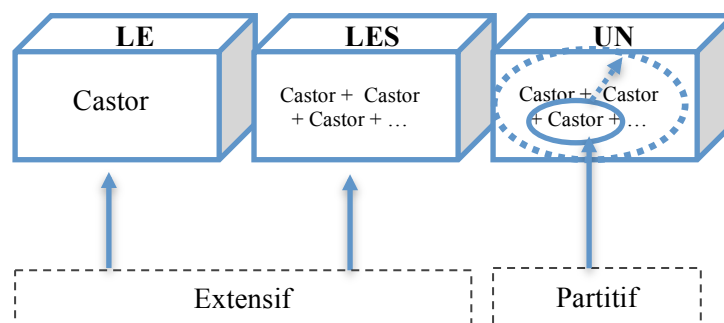 LE
LES
UN
Castor
Castor + Castor
+ Castor + …
Castor + Castor
+ Castor + …
Extensif
Partitif